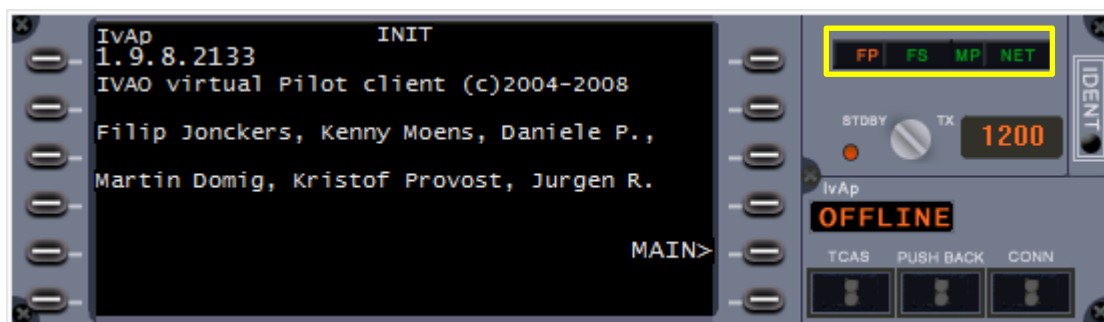 IvAp INIT
1.9.8.2133
IVAO virtual Pilot client (c)2004-2008
Filip Jonckers, Kenny Moens, Daniele P.,
Martin Domig, Kristof Provost, Jurgen R.
MAIN>
FP FS MP NET
IDENT
STDBY TX 1200
IvAp
OFFLINE
TCAS PUSH BACK CONN